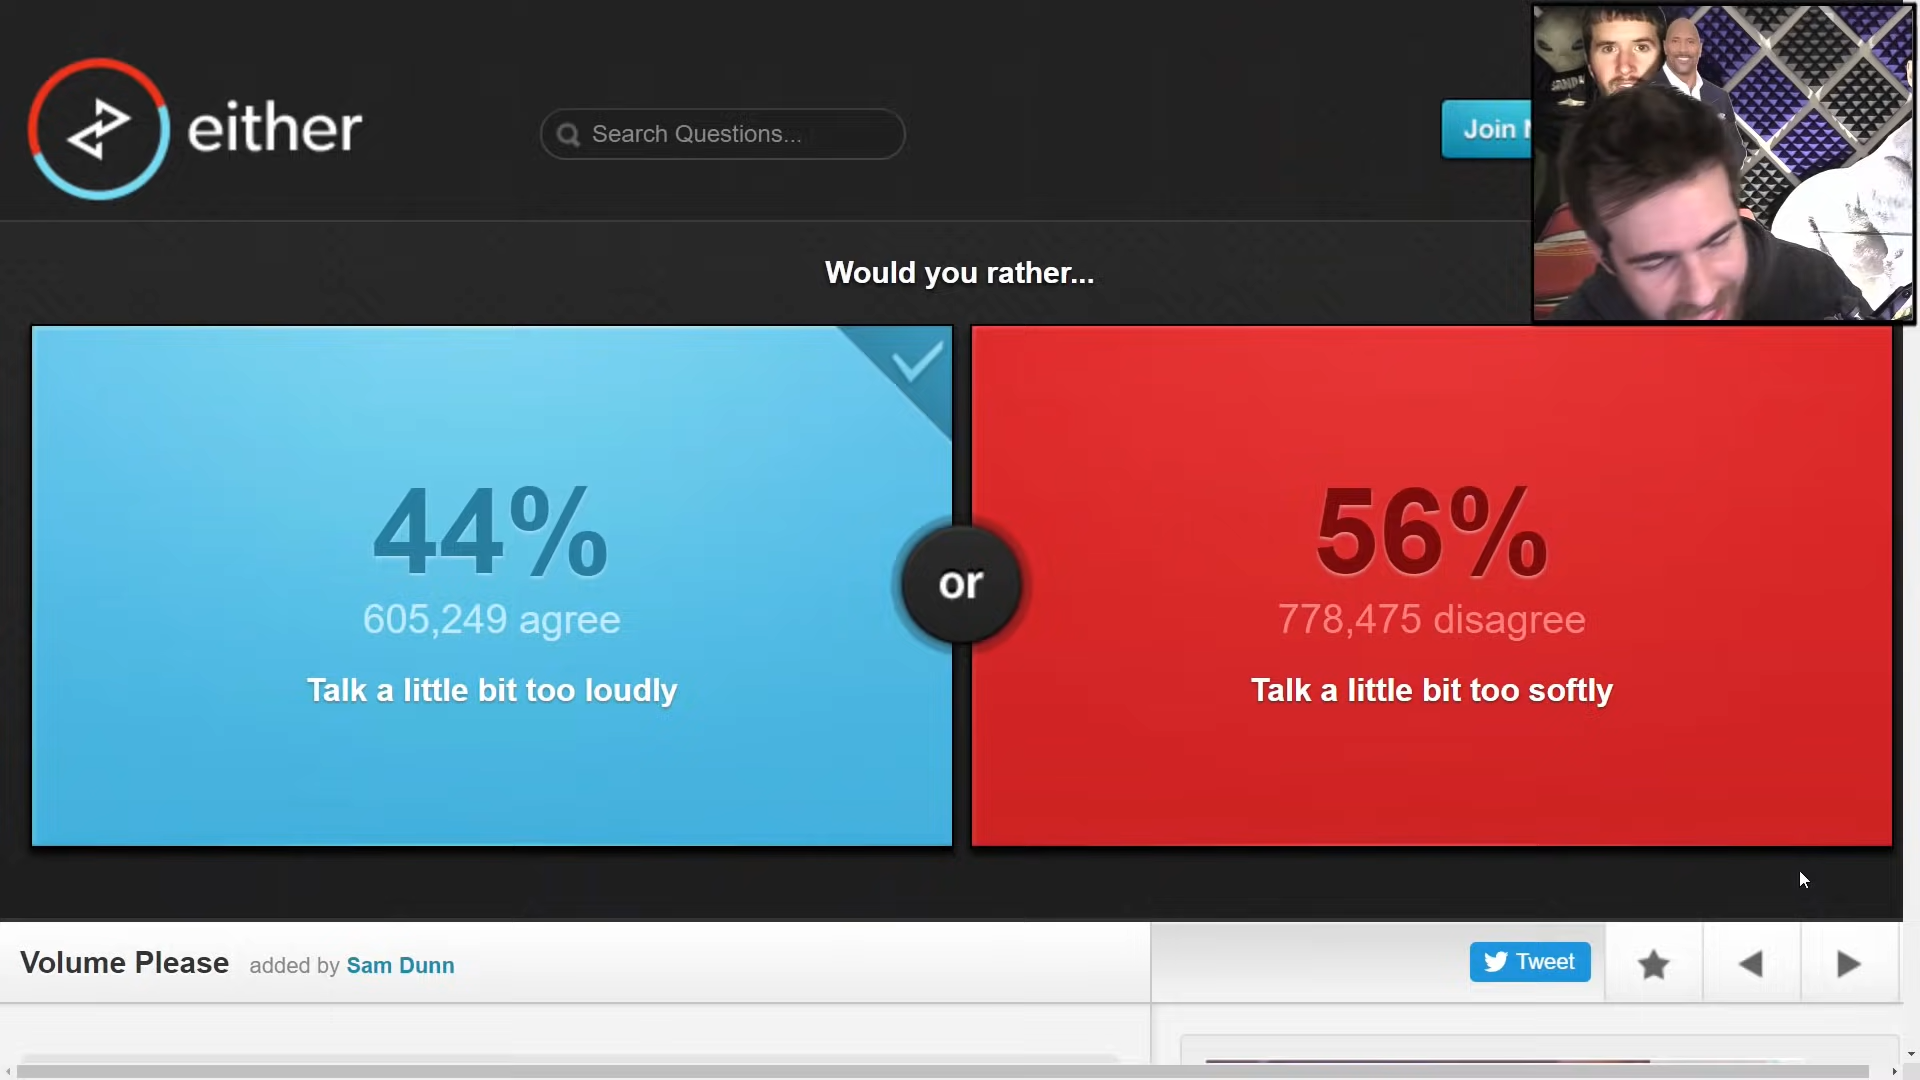 either
Search Questions...
Join
Would you rather...
44%
605,249 agree
Talk a little bit too loudly
or
56%
778,475 disagree
Talk a little bit too softly
Volume Please added by Sam Dunn
Tweet